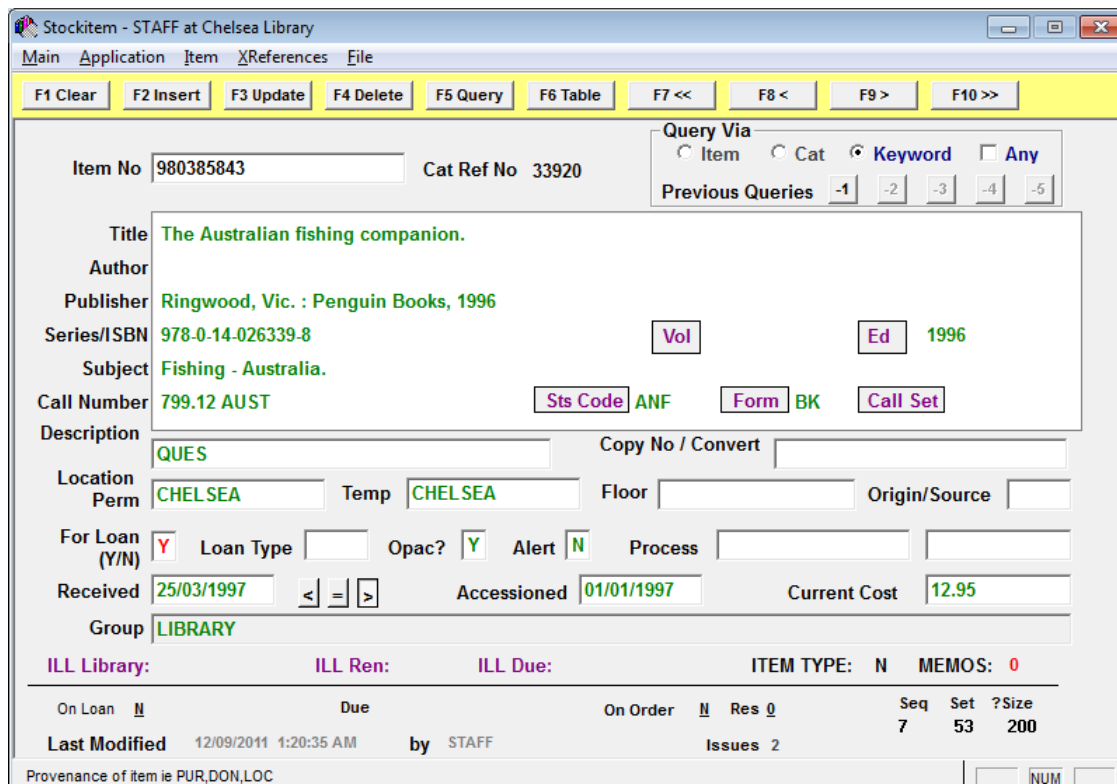 Stockitem - STAFF at Chelsea Library
Main Application Item XReferences File
F1 Clear F2 Insert F3 Update F4 Delete F5 Query F6 Table F7 << F8 < F9 > F10 >>
Query Via
Item Cat Keyword Any
Item No 980385843 Cat Ref No 33920
Previous Queries -1 -2 -3 -4 -5
Title The Australian fishing companion.
Author
Publisher Ringwood, Vic. : Penguin Books, 1996
Series/ISBN 978-0-14-026339-8 Vol Ed 1996
Subject Fishing - Australia.
Call Number 799.12 AUST Sts Code ANF Form BK Call Set
Description QUES Copy No / Convert
Location
Perm CHELSEA Temp CHELSEA Floor Origin/Source
For Loan
(Y/N) Y Loan Type Opac? Y Alert N Process
Received 25/03/1997 < = > Accessioned 01/01/1997 Current Cost 12.95
Group LIBRARY
ILL Library: ILL Ren: ILL Due: ITEM TYPE: N MEMOS: 0
On Loan N Due On Order N Res 0 Seq Set ?Size
7 53 200
Last Modified 12/09/2011 1:20:35 AM by STAFF Issues 2
Provenance of item ie PUR,DON,LOC NUM